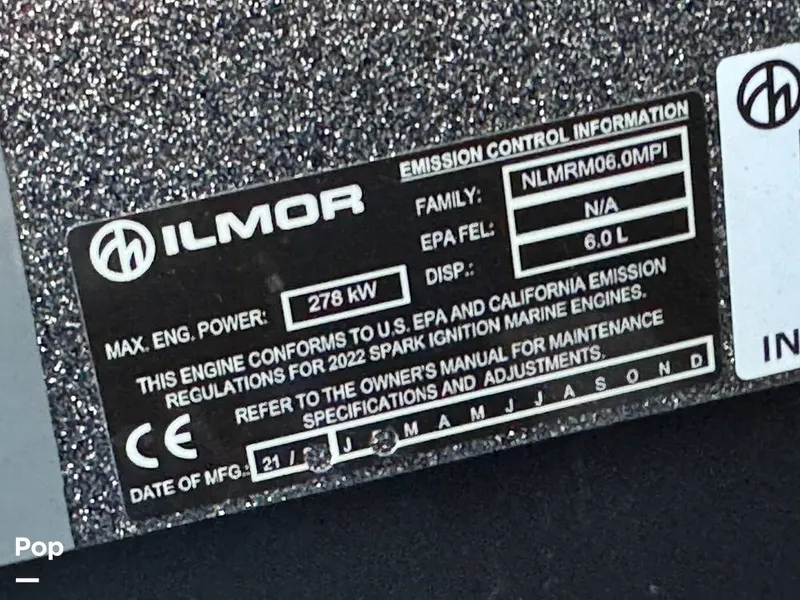 EMISSION CONTROL INFORMATION
ILMOR
FAMILY: NLMRM06.0MPI
EPA FEL: N/A
DISP.: 6.0 L
MAX. ENG. POWER: 278 kW
THIS ENGINE CONFORMS TO U.S. EPA AND CALIFORNIA EMISSION
REGULATIONS FOR 2022 SPARK IGNITION MARINE ENGINES.
REFER TO THE OWNER'S MANUAL FOR MAINTENANCE
SPECIFICATIONS AND ADJUSTMENTS.
CE
DATE OF MFG.: 21 / J M A M J J A S O N D
IN
Pop